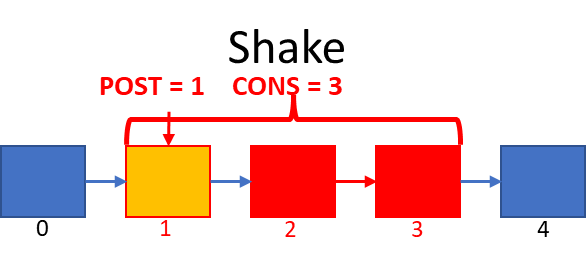 Shake
POST = 1 CONS = 3
0 1 2 3 4